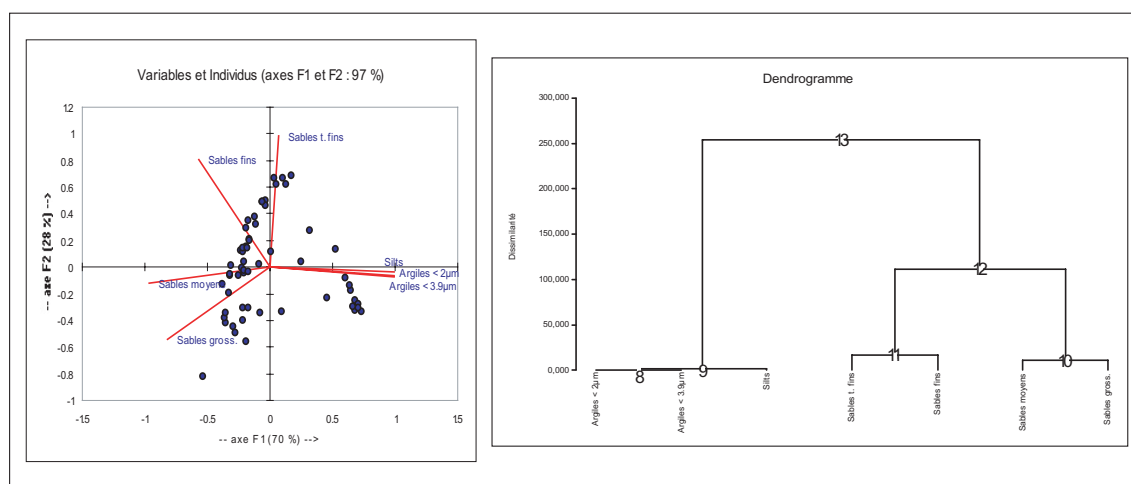 Variables et Individus (axes F1 et F2 : 97 %)
12
1
0.8
0.6
0.4
0.2
0
-0.2
-0.4
-0.6
-0.8
-1
-- axe F2 (28 %) -->
Sables t. fins
Sables fins
Silts
Argiles < 2µm
Argiles < 3.9µm
Sables moyens
Sables gross.
-15
-1
-0.5
0
0.5
1
15
-- axe F1 (70 %) -->
Dendrogramme
300,000
250,000
200,000
150,000
100,000
50,000
0,000
Dissimilarité
13
12
11
10
9
8
Argiles < 2µm
Argiles < 3.9µm
Silts
Sables t. fins
Sables fins
Sables moyens
Sables gross.